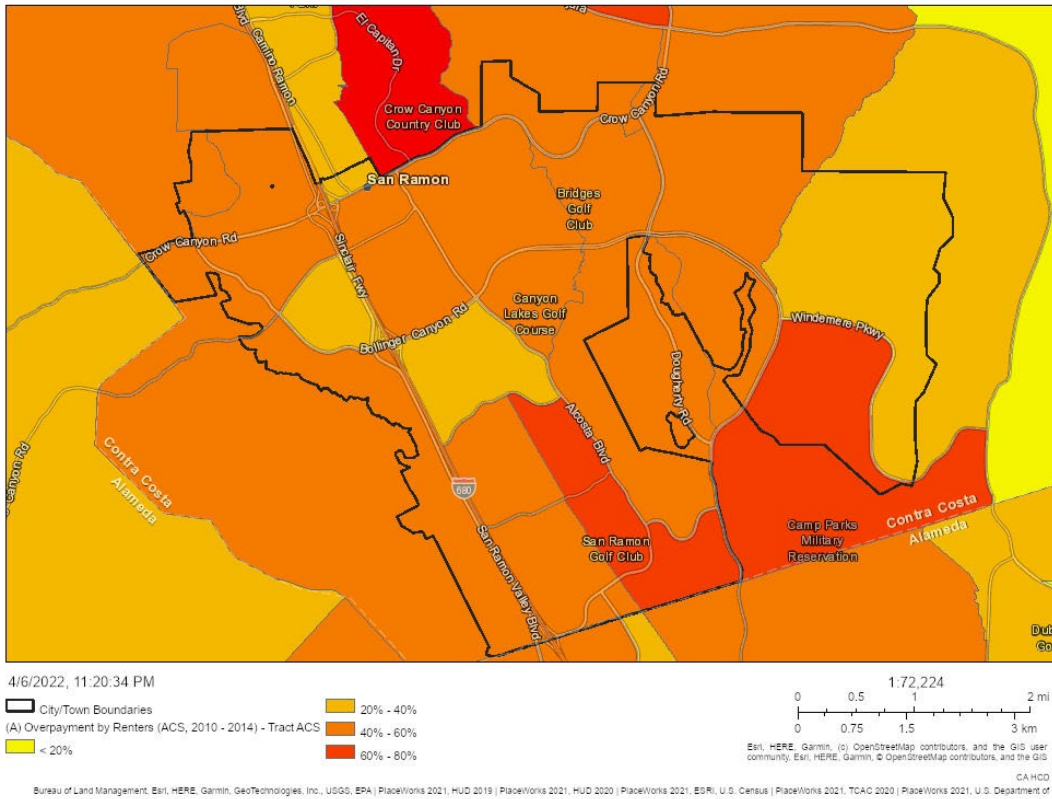 Blvd
Camino Ramon
El Capitan Dr
Crow Canyon
Country Club
Crow Canyon Rd
San Ramon
Bridges
Golf
Club
Crow Canyon Rd
Sinclair Fwy
Canyon
Lakes Golf
Course
Bollinger Canyon Rd
Windemere Pkwy
Dougherty Rd
Alcosta Blvd
Canyon Rd
Contra Costa
Alameda
680
San Ramon Valley Blvd
San Ramon
Golf Club
Camp Parks
Military
Reservation
Contra Costa
Alameda
Dub
Go
4/6/2022, 11:20:34 PM
City/Town Boundaries
(A) Overpayment by Renters (ACS, 2010 - 2014) - Tract ACS
< 20%
20% - 40%
40% - 60%
60% - 80%
1:72,224
0 0.5 1 2 mi
0 0.75 1.5 3 km
Esri, HERE, Garmin, (c) OpenStreetMap contributors, and the GIS user
community, Esri, HERE, Garmin, © OpenStreetMap contributors, and the GIS
CA HCD
Bureau of Land Management, Esri, HERE, Garmin, GeoTechnologies, Inc., USGS, EPA | PlaceWorks 2021, HUD 2019 | PlaceWorks 2021, HUD 2020 | PlaceWorks 2021, ESRI, U.S. Census | PlaceWorks 2021, TCAC 2020 | PlaceWorks 2021, U.S. Department of